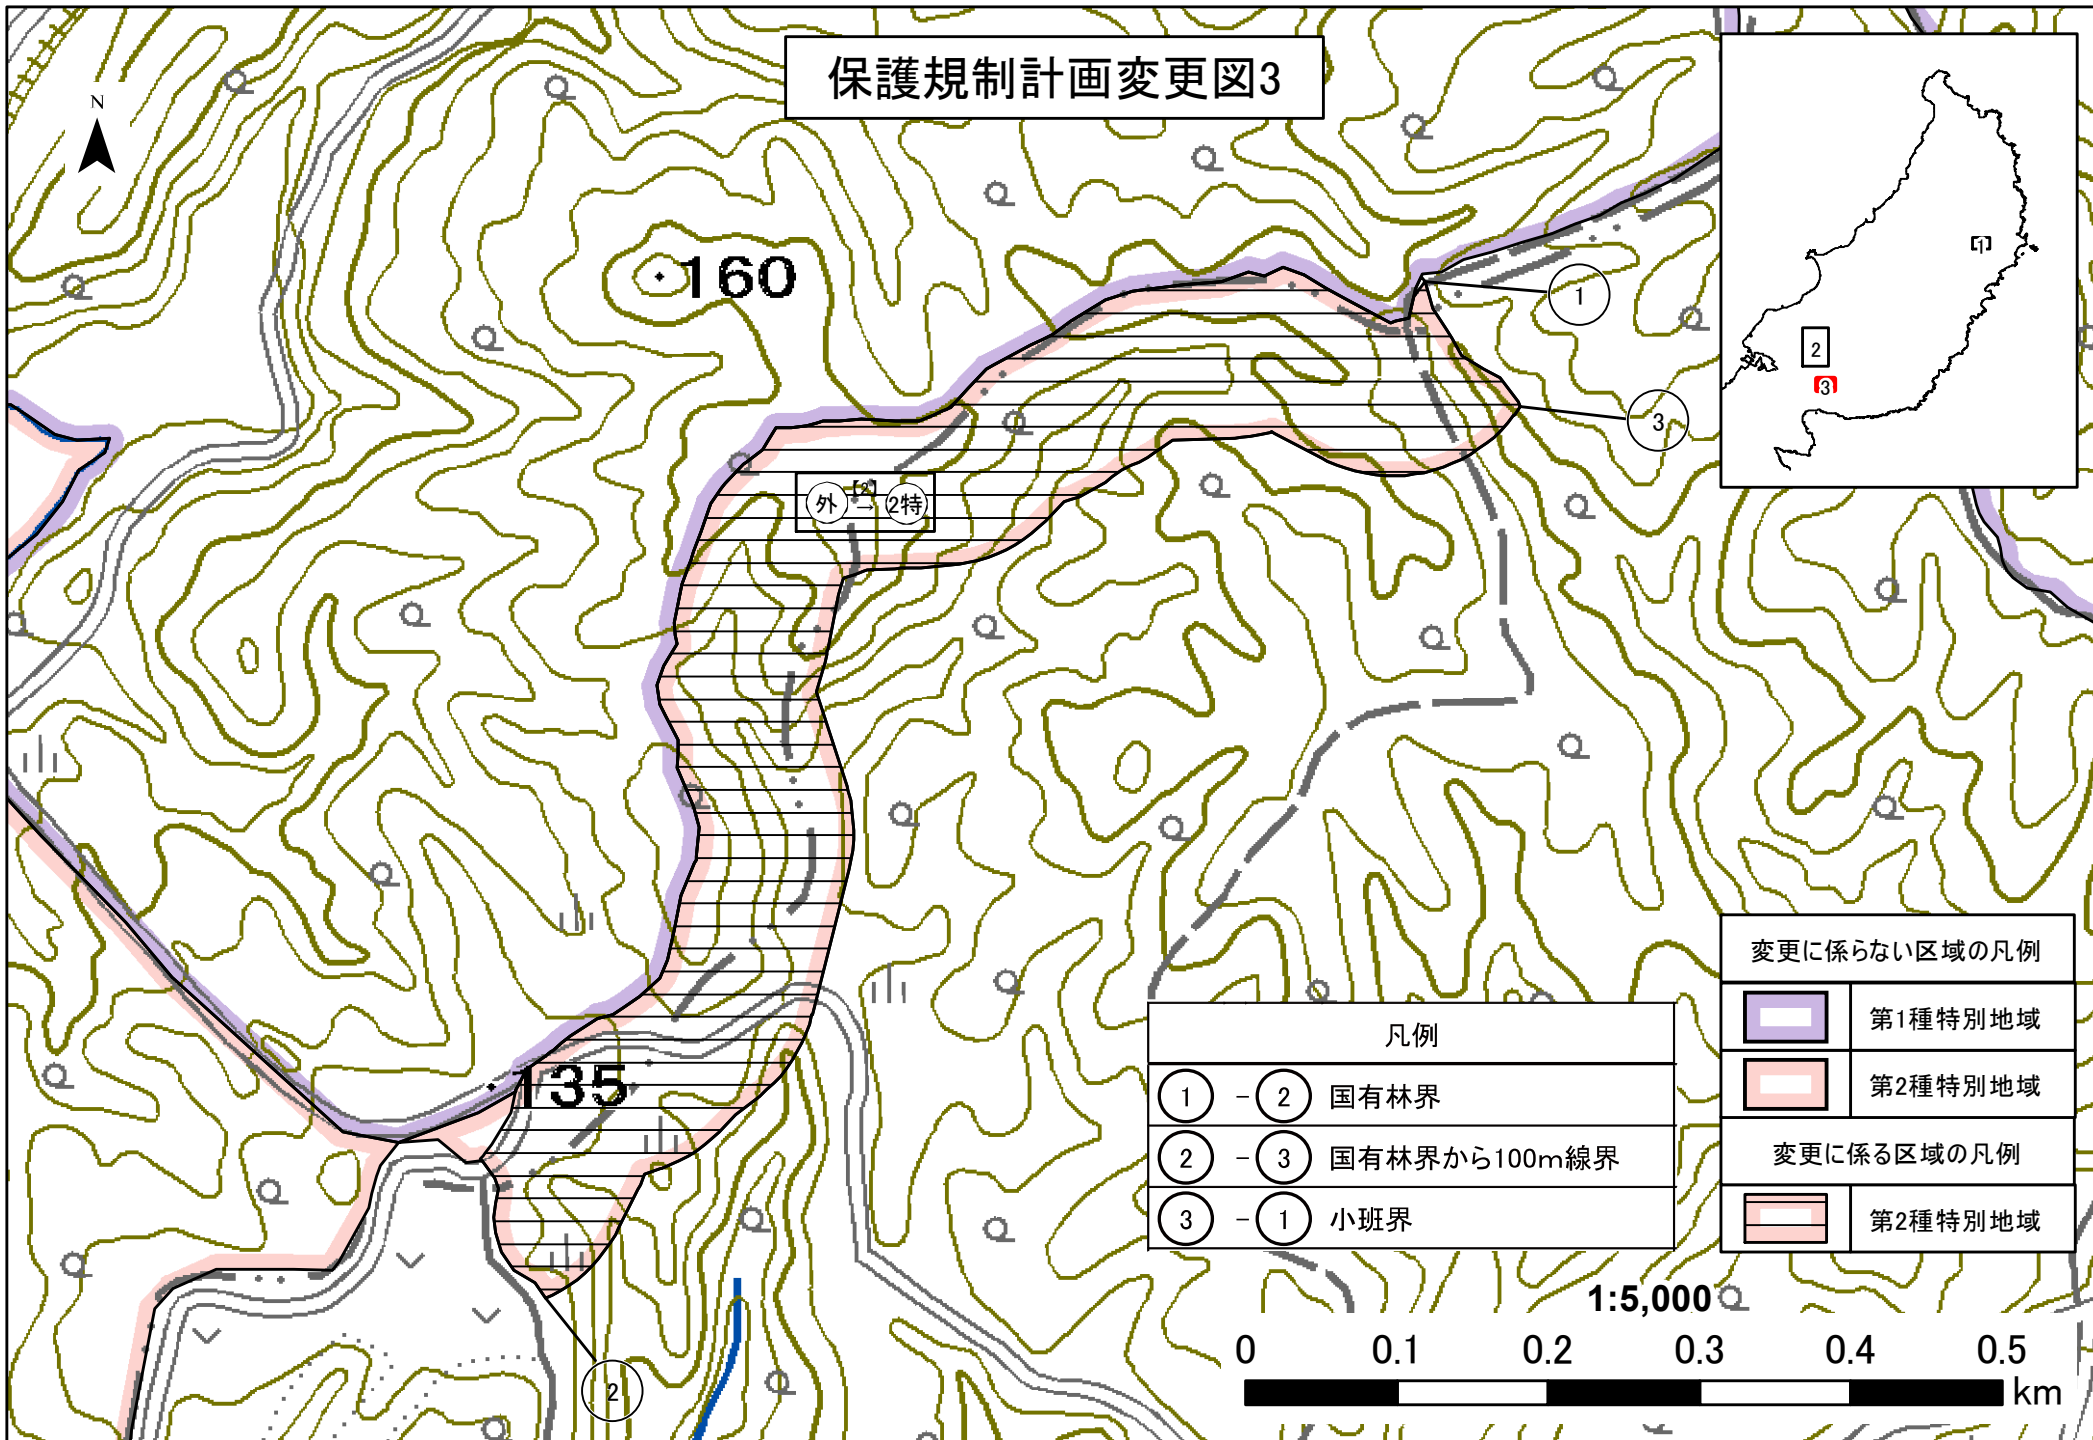 保護規制計画変更図3
N
160
1
2
3
1
3
[2]
外 → 2特
135
2
凡例
1 - 2 国有林界
2 - 3 国有林界から100m線界
3 - 1 小班界
変更に係らない区域の凡例
第1種特別地域
第2種特別地域
変更に係る区域の凡例
第2種特別地域
1:5,000
0 0.1 0.2 0.3 0.4 0.5
km